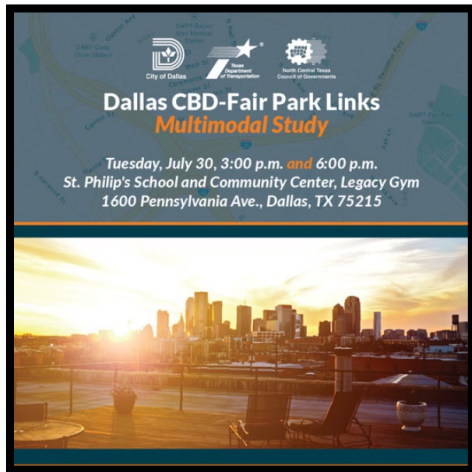 City of Dallas
Texas
Department
of Transportation
North Central Texas
Council of Governments
Dallas CBD-Fair Park Links
Multimodal Study
Tuesday, July 30, 3:00 p.m. and 6:00 p.m.
St. Philip's School and Community Center, Legacy Gym
1600 Pennsylvania Ave., Dallas, TX 75215